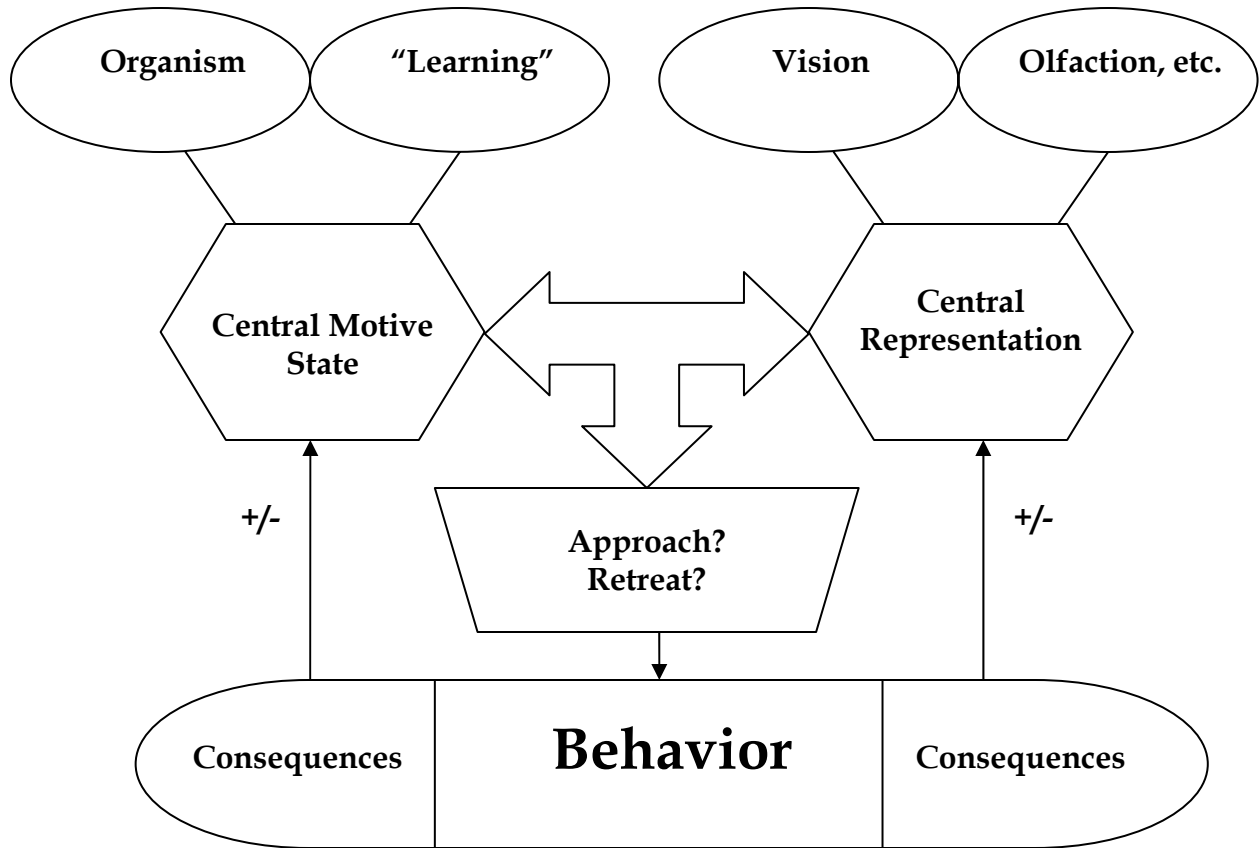 Organism
“Learning”
Vision
Olfaction, etc.
Central Motive
State
Central
Representation
+/-
+/-
Approach?
Retreat?
Consequences
Behavior
Consequences